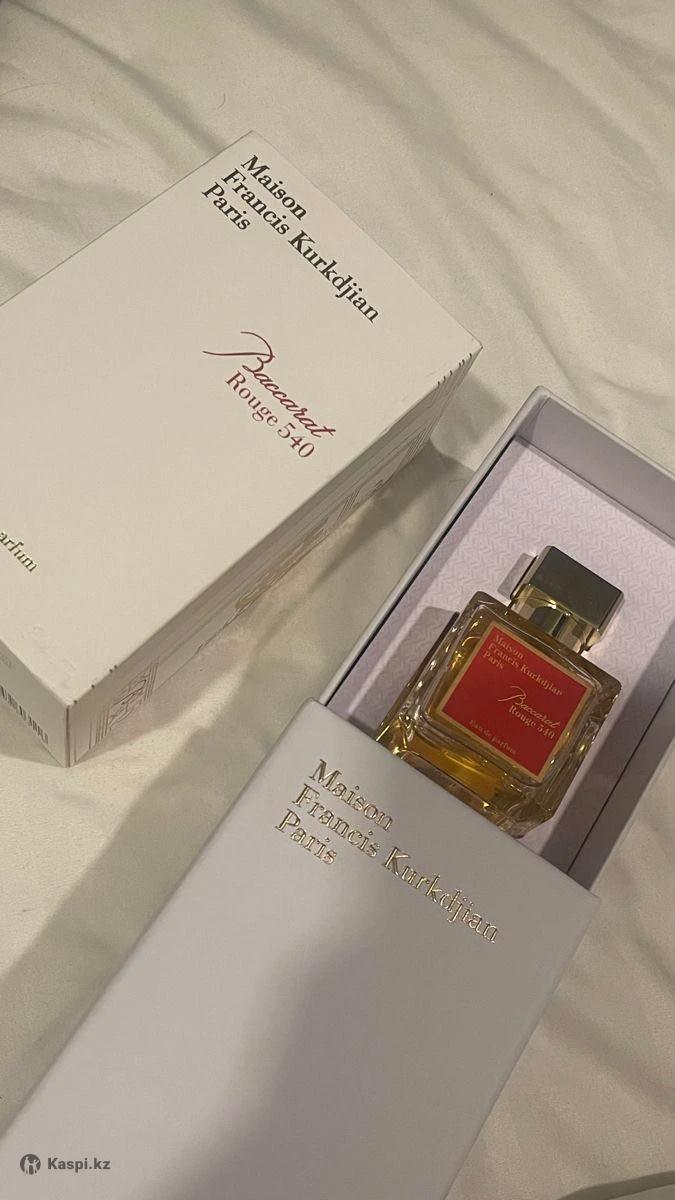 Maison
Francis Kurkdjian
Paris
Baccarat
Rouge 540
Maison
Francis Kurkdjian
Paris
Baccarat
Rouge 540
Eau de parfum
Maison
Francis Kurkdjian
Paris
Kaspi.kz